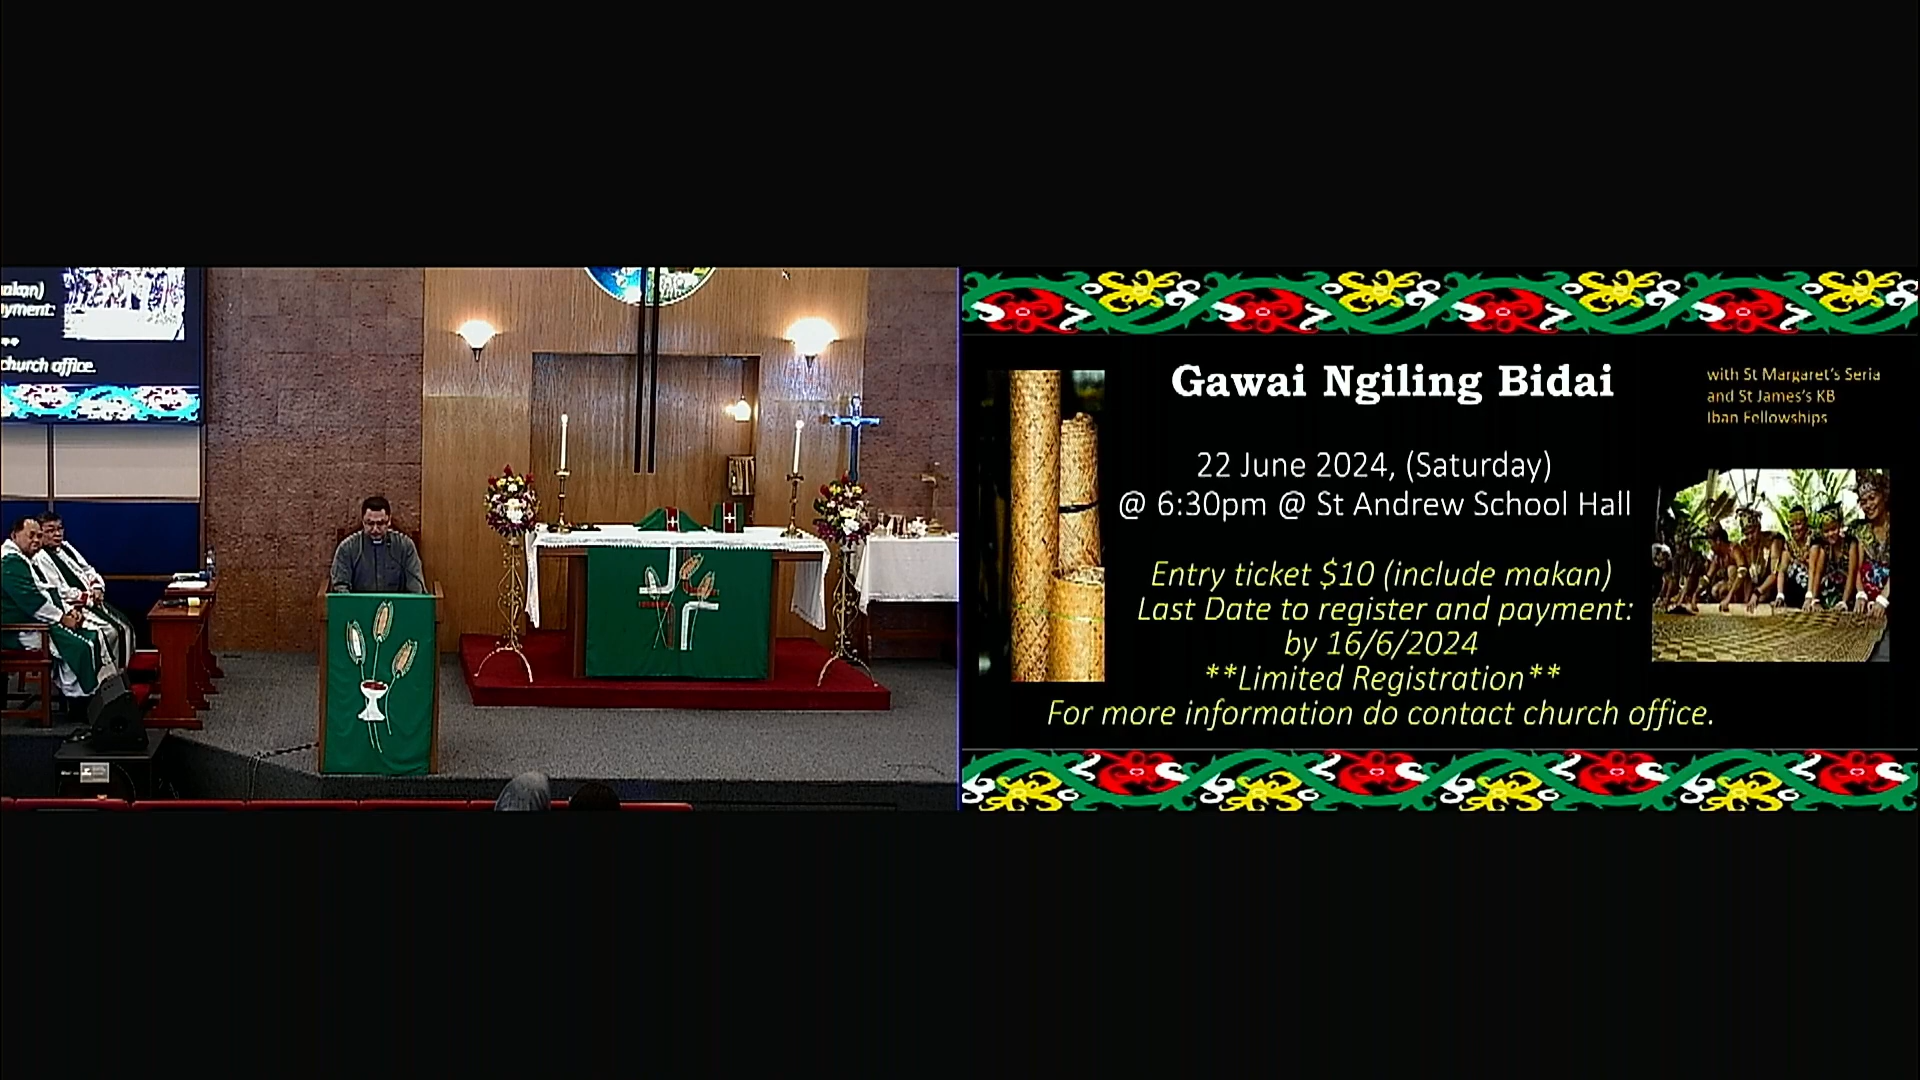 akan)
yment:
**
church office.
Gawai Ngiling Bidai
with St Margaret's Seria
and St James's KB
Iban Fellowships
22 June 2024, (Saturday)
@ 6:30pm @ St Andrew School Hall
Entry ticket $10 (include makan)
Last Date to register and payment:
by 16/6/2024
**Limited Registration**
For more information do contact church office.